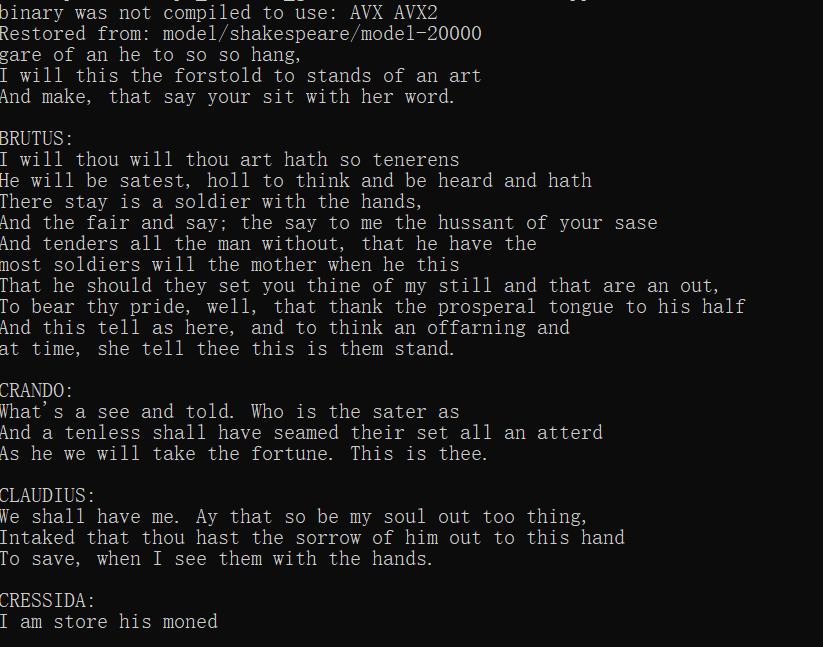 binary was not compiled to use: AVX AVX2
Restored from: model/shakespeare/model-20000
gare of an he to so so hang,
I will this the forstold to stands of an art
And make, that say your sit with her word.

BRUTUS:
I will thou will thou art hath so tenerens
He will be satest, holl to think and be heard and hath
There stay is a soldier with the hands,
And the fair and say; the say to me the hussant of your sase
And tenders all the man without, that he have the
most soldiers will the mother when he this
That he should they set you thine of my still and that are an out,
To bear thy pride, well, that thank the prosperal tongue to his half
And this tell as here, and to think an offarning and
at time, she tell thee this is them stand.

CRANDO:
What's a see and told. Who is the sater as
And a tenless shall have seamed their set all an atterd
As he we will take the fortune. This is thee.

CLAUDIUS:
We shall have me. Ay that so be my soul out too thing,
Intaked that thou hast the sorrow of him out to this hand
To save, when I see them with the hands.

CRESSIDA:
I am store his moned